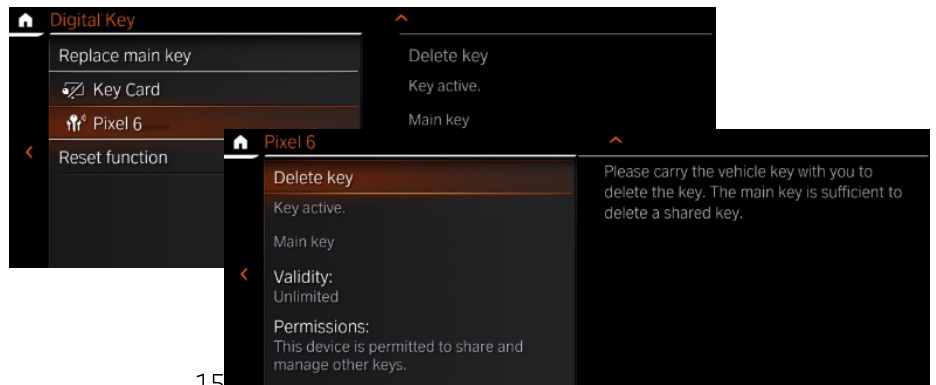 Digital Key
Replace main key
Key Card
Pixel 6
Reset function
Delete key
Key active.
Main key
Pixel 6
Delete key
Key active.
Main key
Validity:
Unlimited
Permissions:
This device is permitted to share and
manage other keys.
Please carry the vehicle key with you to
delete the key. The main key is sufficient to
delete a shared key.
15